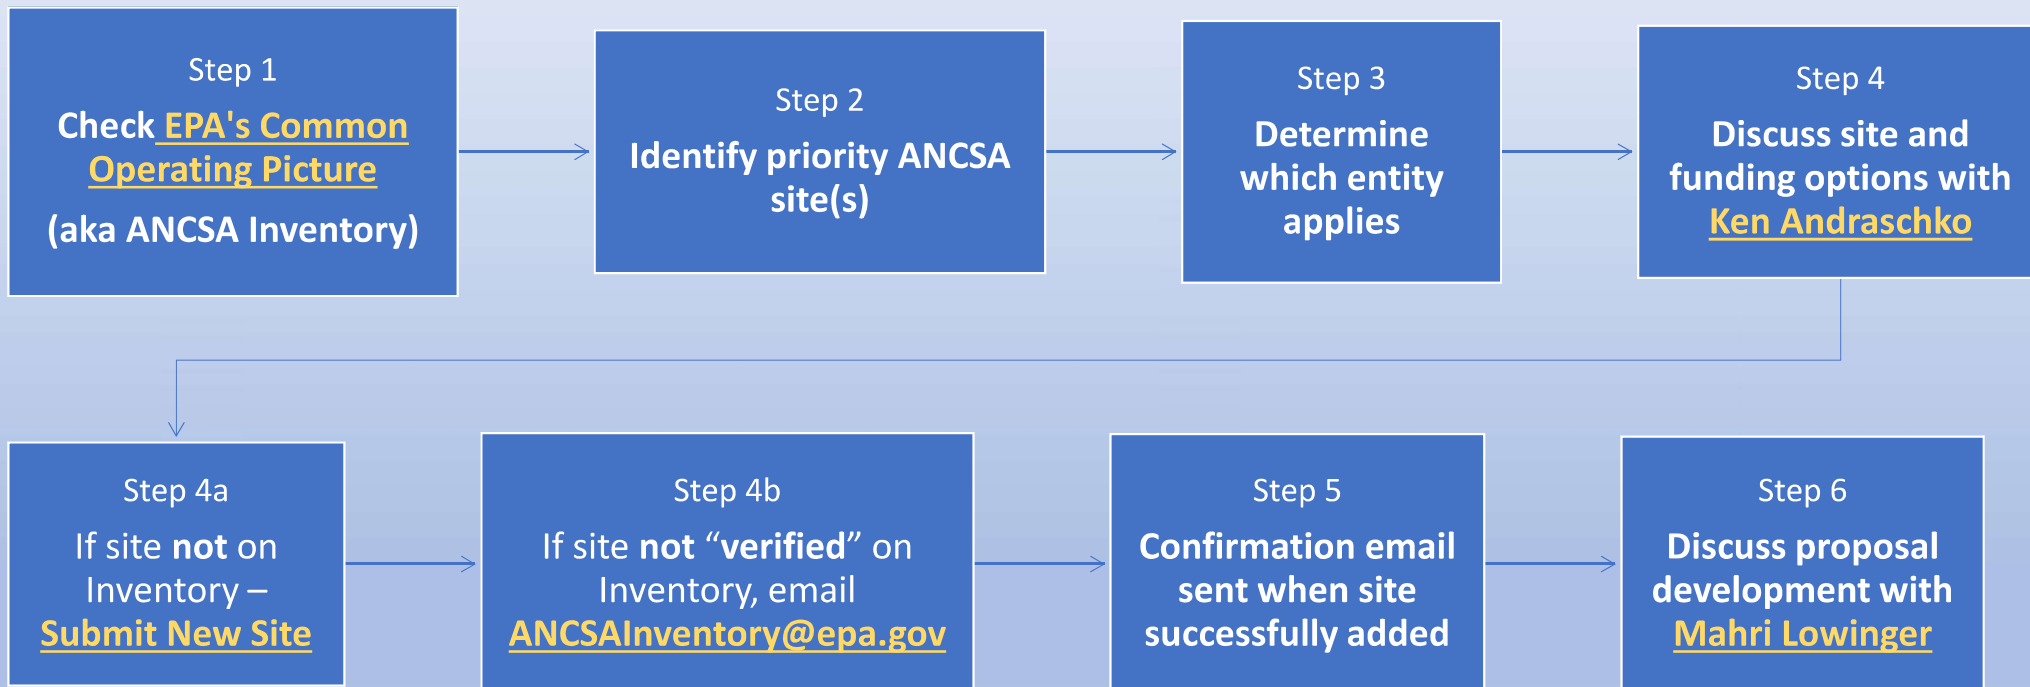 Step 1
Check EPA's Common
Operating Picture
(aka ANCSA Inventory)
Step 2
Identify priority ANCSA
site(s)
Step 3
Determine
which entity
applies
Step 4
Discuss site and
funding options with
Ken Andraschko
Step 4a
If site not on
Inventory –
Submit New Site
Step 4b
If site not “verified” on
Inventory, email
ANCSAInventory@epa.gov
Step 5
Confirmation email
sent when site
successfully added
Step 6
Discuss proposal
development with
Mahri Lowinger